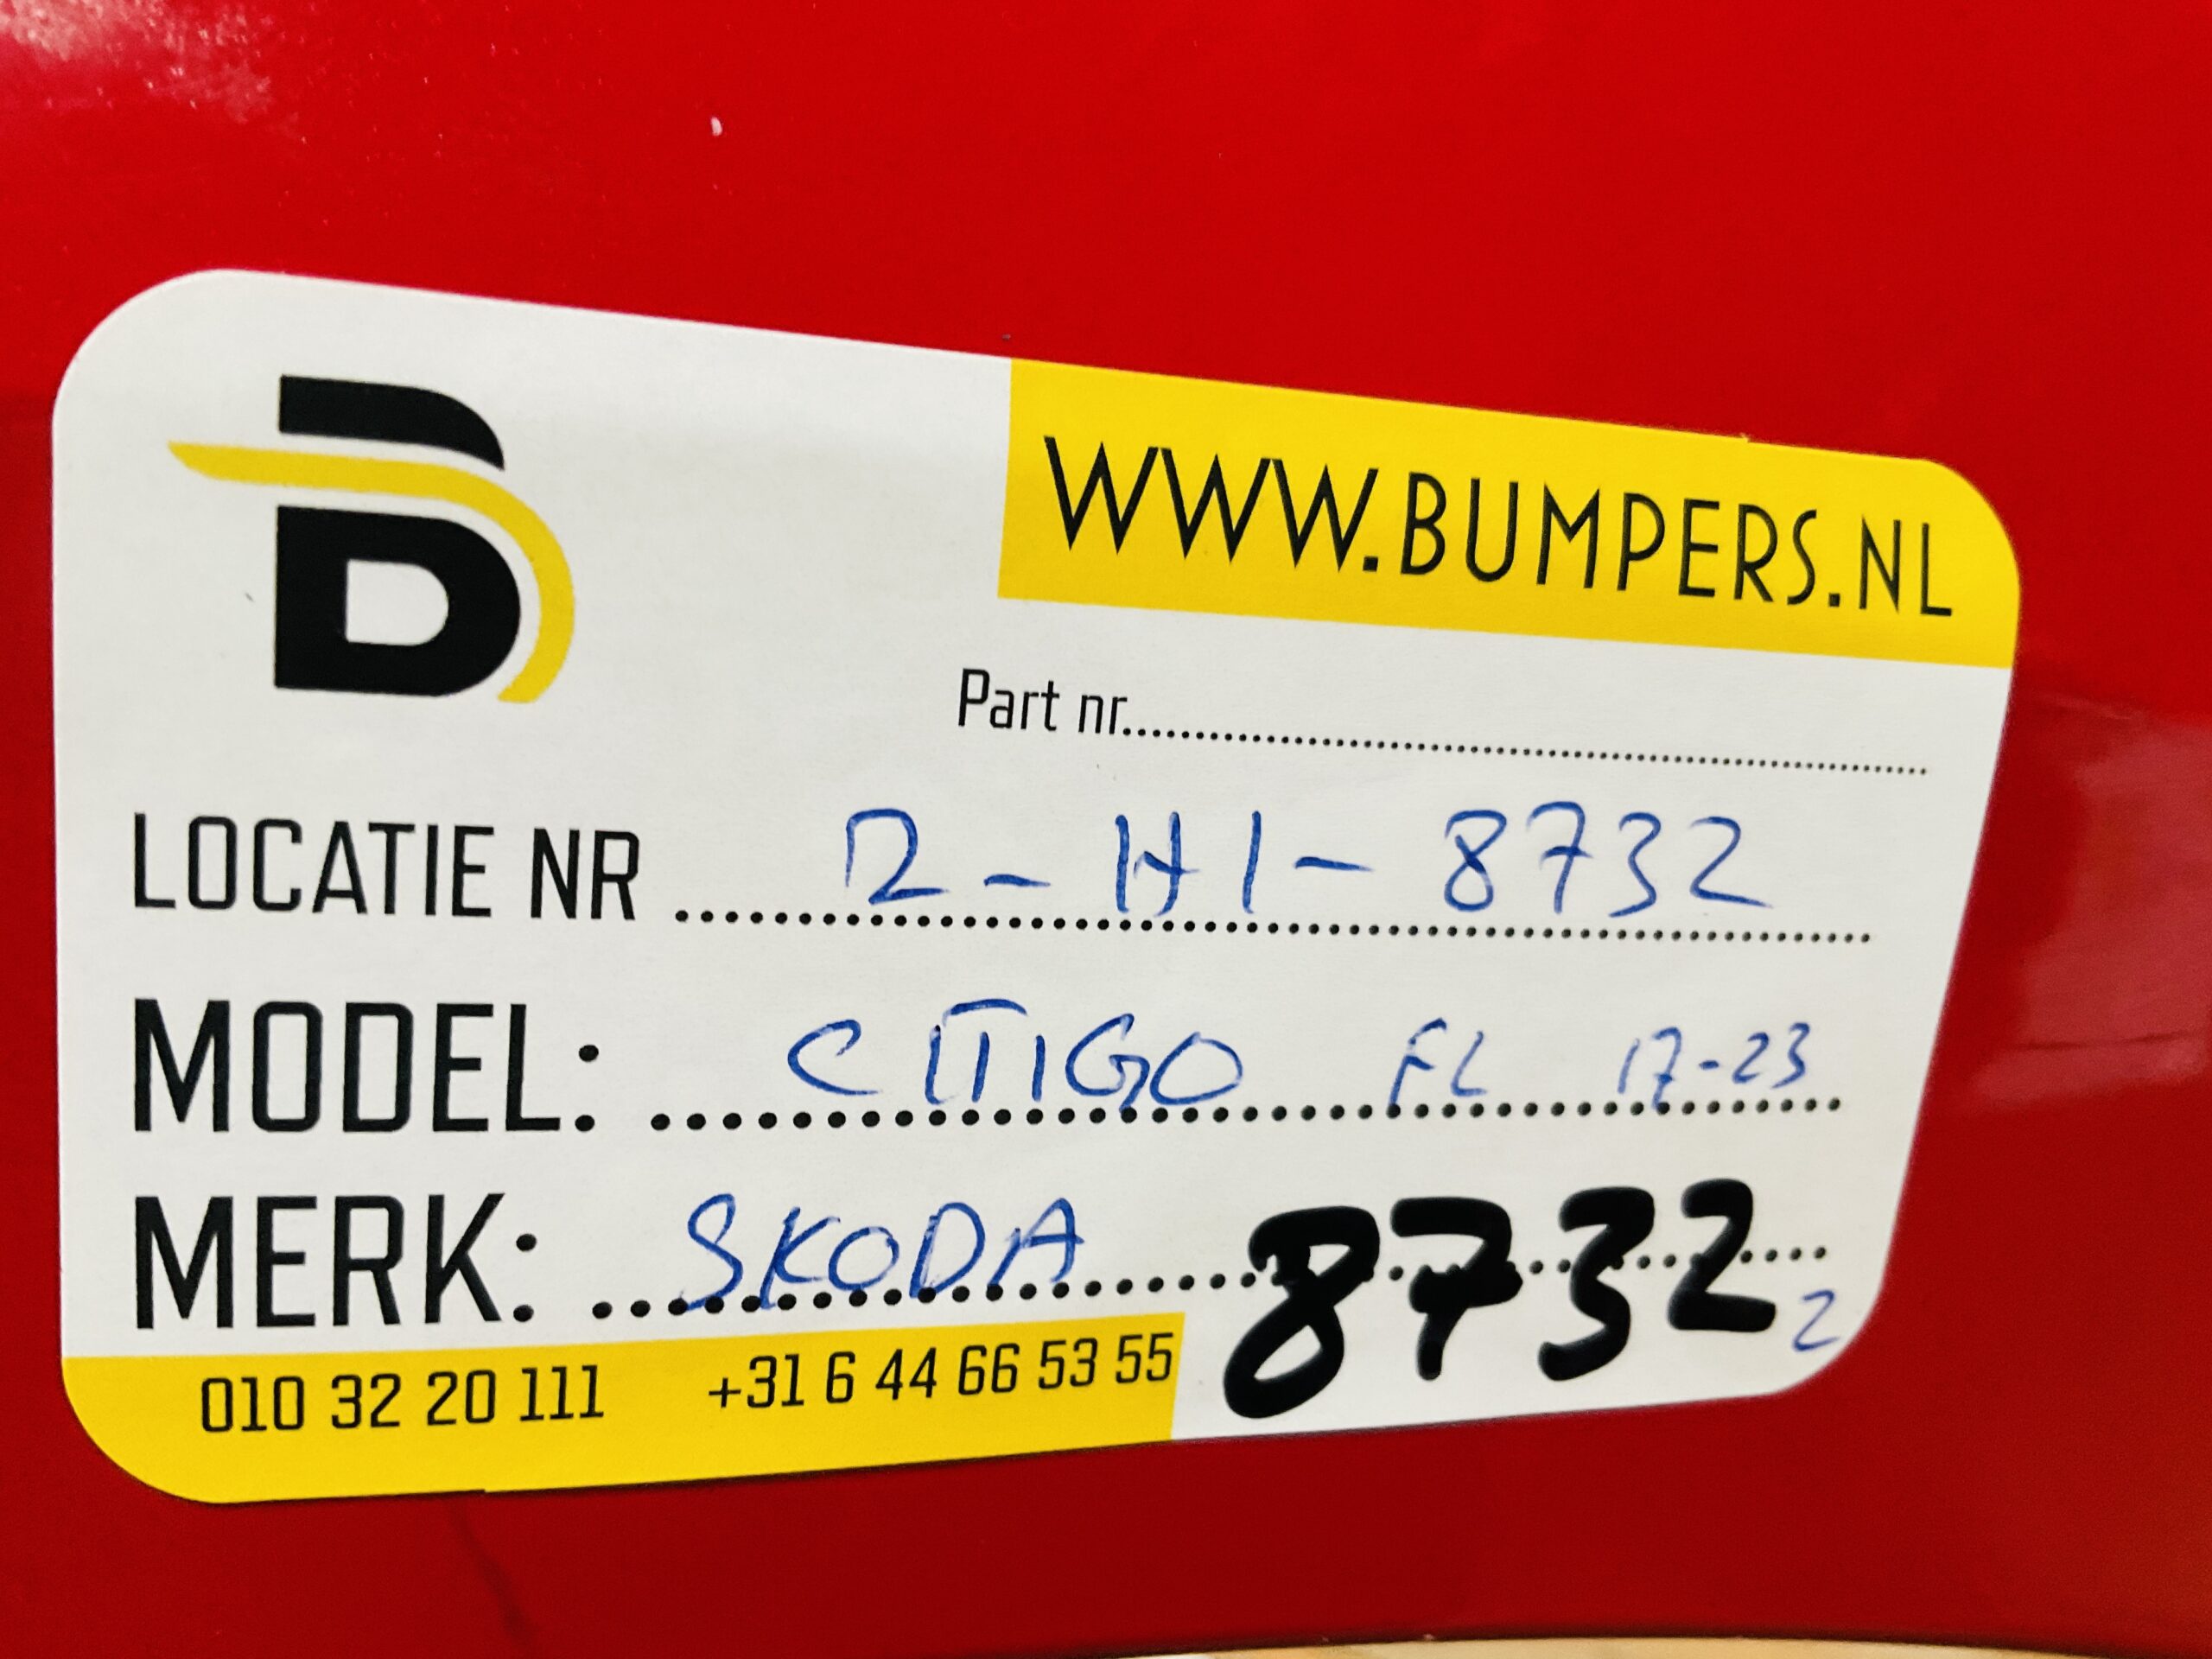 B
WWW.BUMPERS.NL
Part nr.
LOCATIE NR 2-H1-8732
MODEL: CITIGO FL 17-23
MERK: SKODA 8732
2
010 32 20 111 +31 6 44 66 53 55